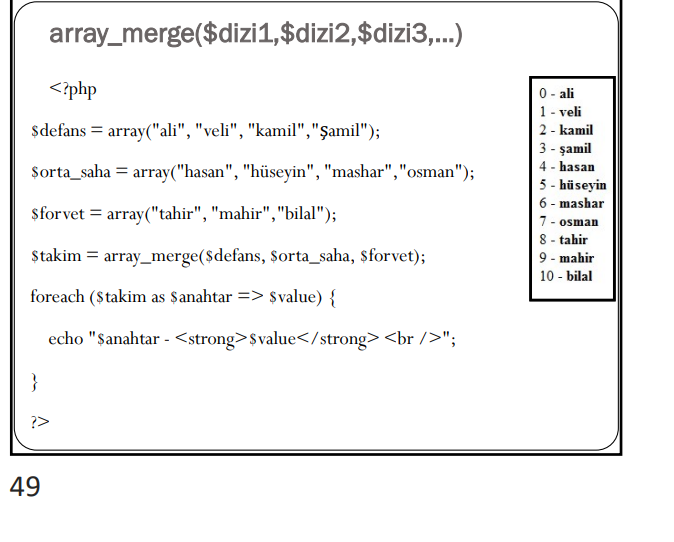 array_merge($dizi1,$dizi2,$dizi3,...)
<?php
$defans = array("ali", "veli", "kamil","şamil");
$orta_saha = array("hasan", "hüseyin", "mashar","osman");
$forvet = array("tahir", "mahir","bilal");
$takim = array_merge($defans, $orta_saha, $forvet);
foreach ($takim as $anahtar => $value) {
echo "$anahtar - <strong>$value</strong> <br />";
}
?>
0 - ali
1 - veli
2 - kamil
3 - şamil
4 - hasan
5 - hüseyin
6 - mashar
7 - osman
8 - tahir
9 - mahir
10 - bilal
49